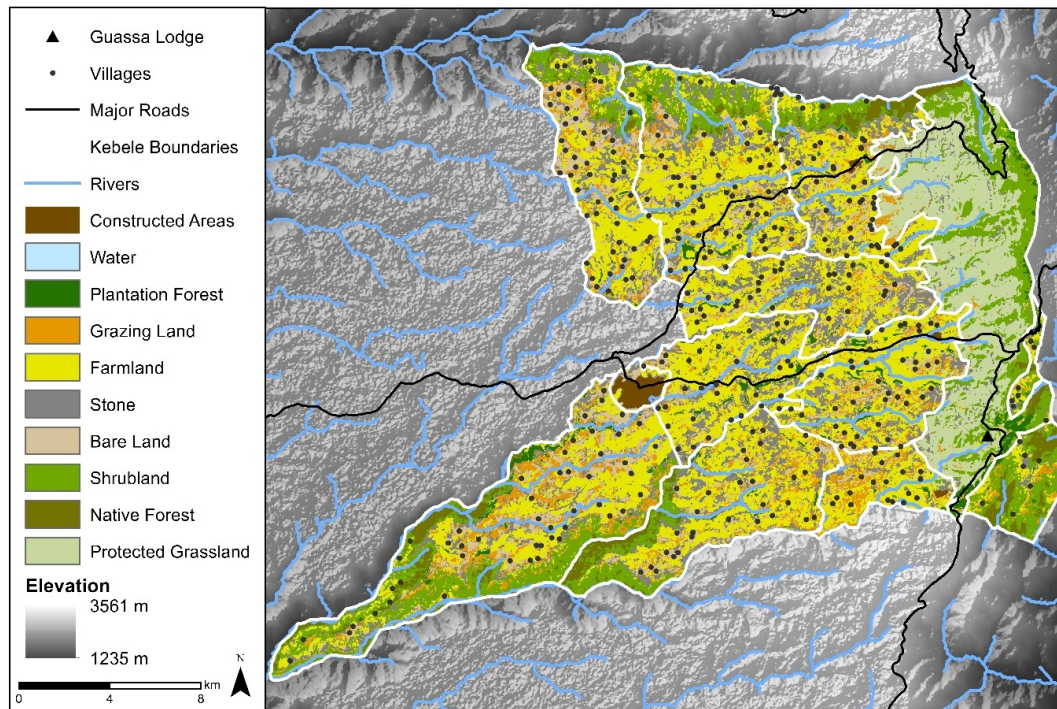 Guassa Lodge
Villages
Major Roads
Kebele Boundaries
Rivers
Constructed Areas
Water
Plantation Forest
Grazing Land
Farmland
Stone
Bare Land
Shrubland
Native Forest
Protected Grassland
Elevation
3561 m
1235 m
N
km
0 4 8